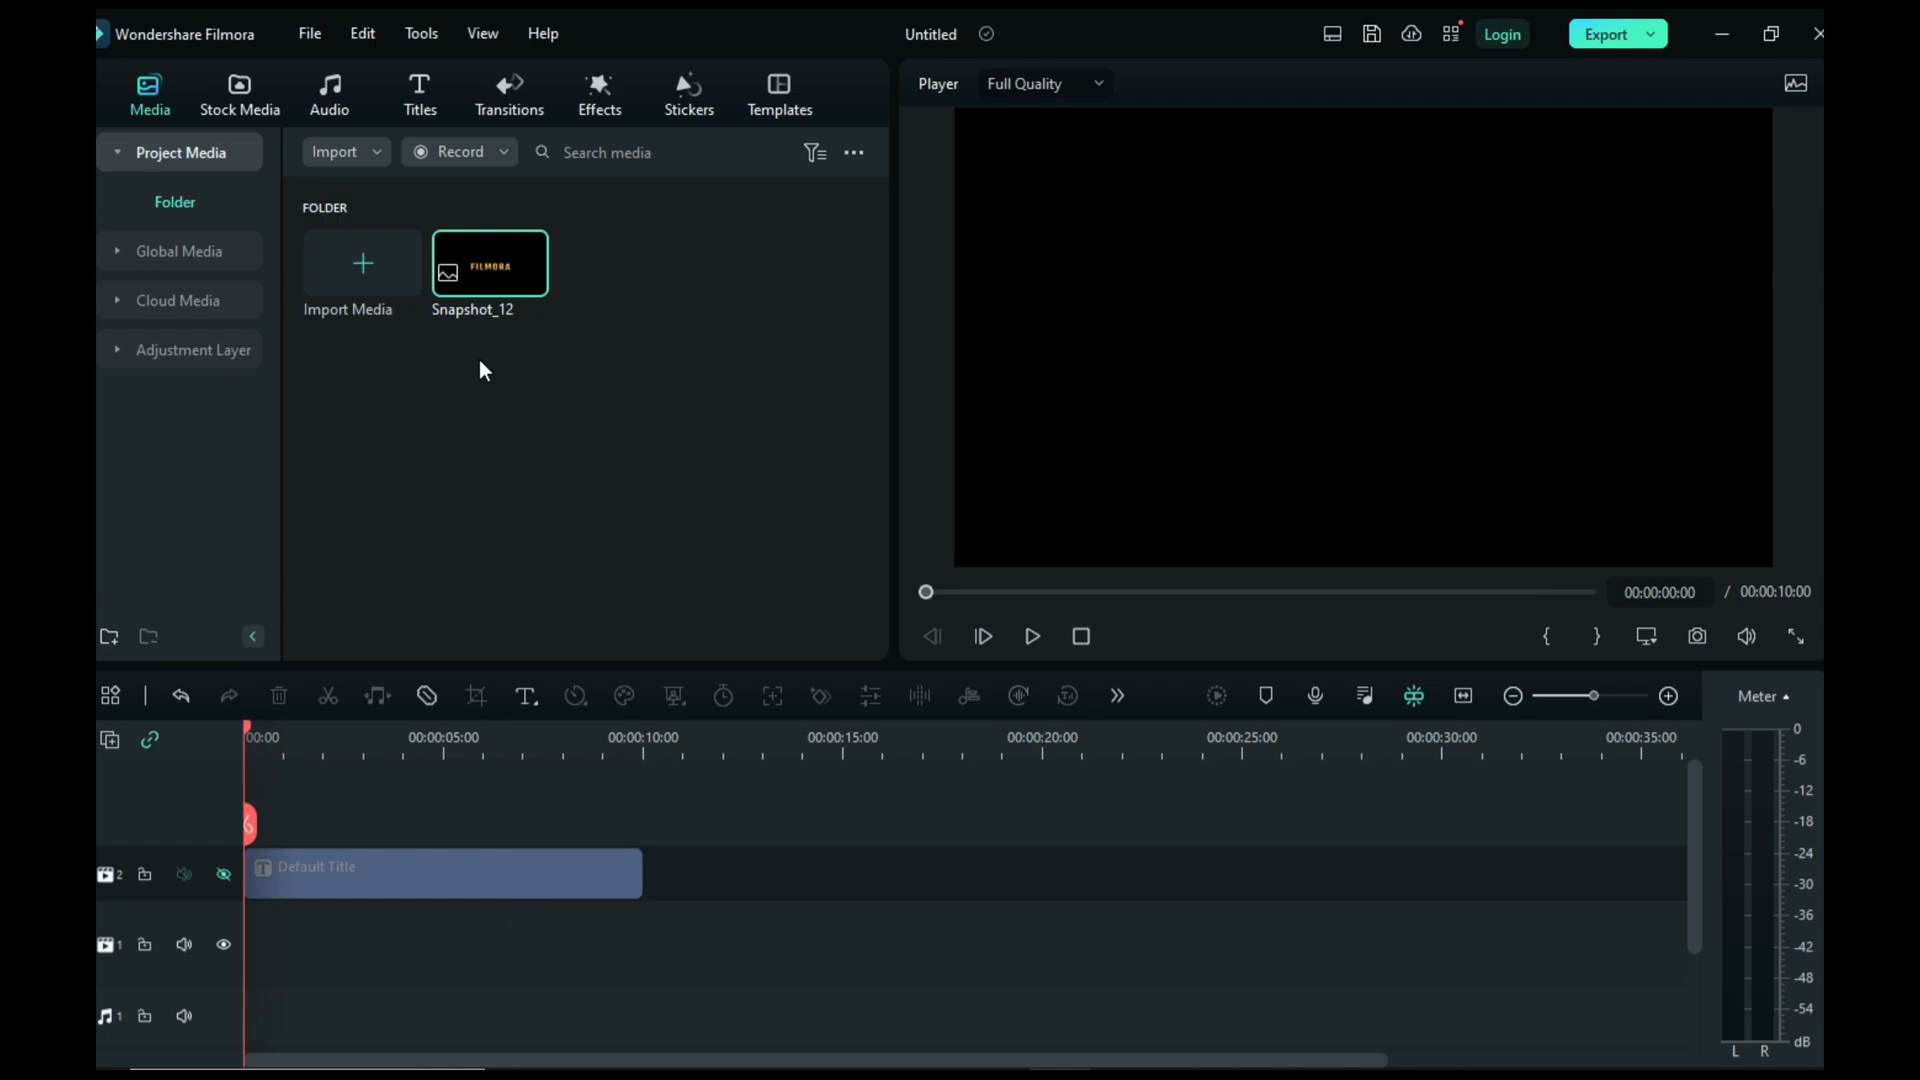 Wondershare Filmora File Edit Tools View Help Untitled Login Export
Media Stock Media Audio Titles Transitions Effects Stickers Templates
Player Full Quality
Project Media
Import Record Search media
Folder
Global Media
Cloud Media
Adjustment Layer
FOLDER
FILMORA
Import Media Snapshot_12
00:00:00:00 / 00:00:10:00
Meter
00:00 00:00:05:00 00:00:10:00 00:00:15:00 00:00:20:00 00:00:25:00 00:00:30:00 00:00:35:00
2 Default Title
1
1
0
-6
-12
-18
-24
-30
-36
-42
-48
-54
dB
L R